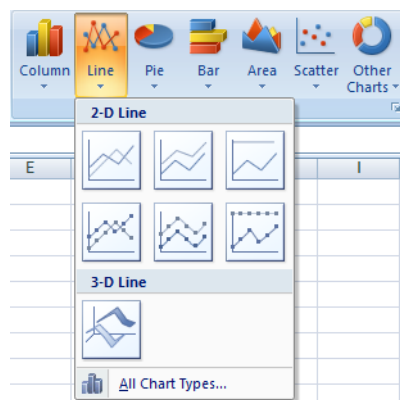 Column Line Pie Bar Area Scatter Other Charts
2-D Line
E I
3-D Line
All Chart Types...